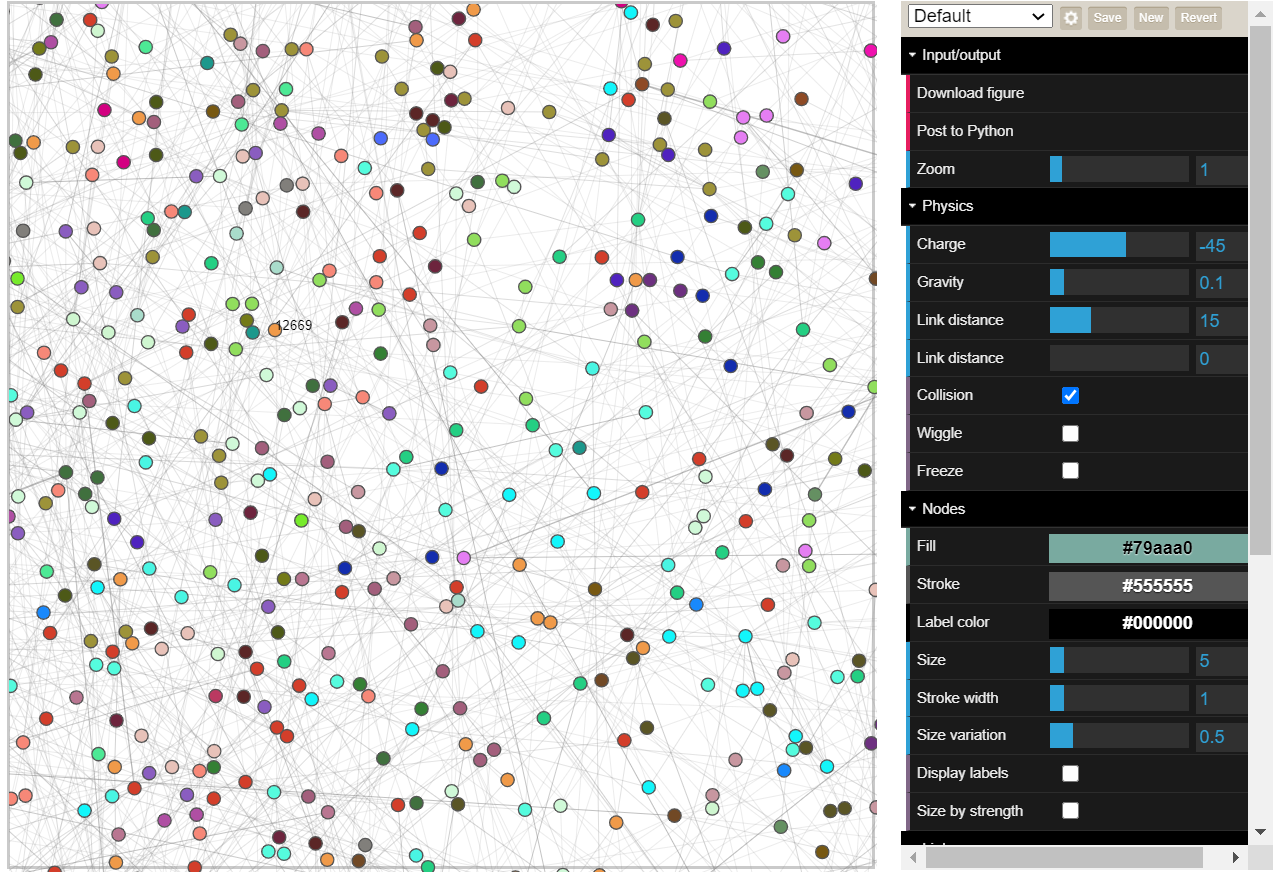 Default
Save
New
Revert
Input/output
Download figure
Post to Python
Zoom
1
Physics
Charge
-45
Gravity
0.1
Link distance
15
Link distance
0
Collision
Wiggle
Freeze
Nodes
Fill
#79aaa0
Stroke
#555555
Label color
#000000
Size
5
Stroke width
1
Size variation
0.5
Display labels
Size by strength
12669